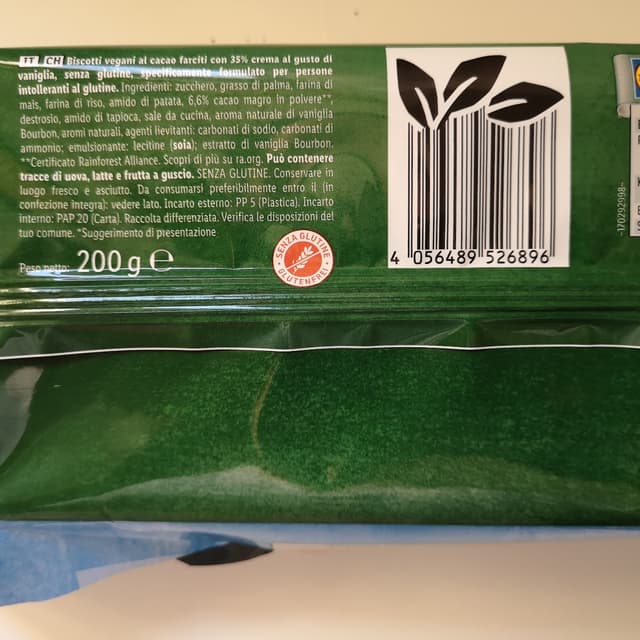 IT CH Biscotti vegani al cacao farciti con 35% crema al gusto di
vaniglia, senza glutine, specificamente formulato per persone
intolleranti al glutine. Ingredienti: zucchero, grasso di palma, farina di
mais, farina di riso, amido di patata, 6,6% cacao magro in polvere**,
destrosio, amido di tapioca, sale da cucina, aroma naturale di vaniglia
Bourbon, aromi naturali, agenti lievitanti: carbonati di sodio, carbonati di
ammonio; emulsionante: lecitine (soia); estratto di vaniglia Bourbon.
**Certificato Rainforest Alliance. Scopri di più su ra.org. Può contenere
tracce di uova, latte e frutta a guscio. SENZA GLUTINE. Conservare in
luogo fresco e asciutto. Da consumarsi preferibilmente entro il (in
confezione integra): vedere lato. Incarto esterno: PP 5 (Plastica). Incarto
interno: PAP 20 (Carta). Raccolta differenziata. Verifica le disposizioni del
tuo comune. *Suggerimento di presentazione
Peso netto: 200 g e
SENZA GLUTINE
GLUTENFREI
4 056489 526896
-170292998-